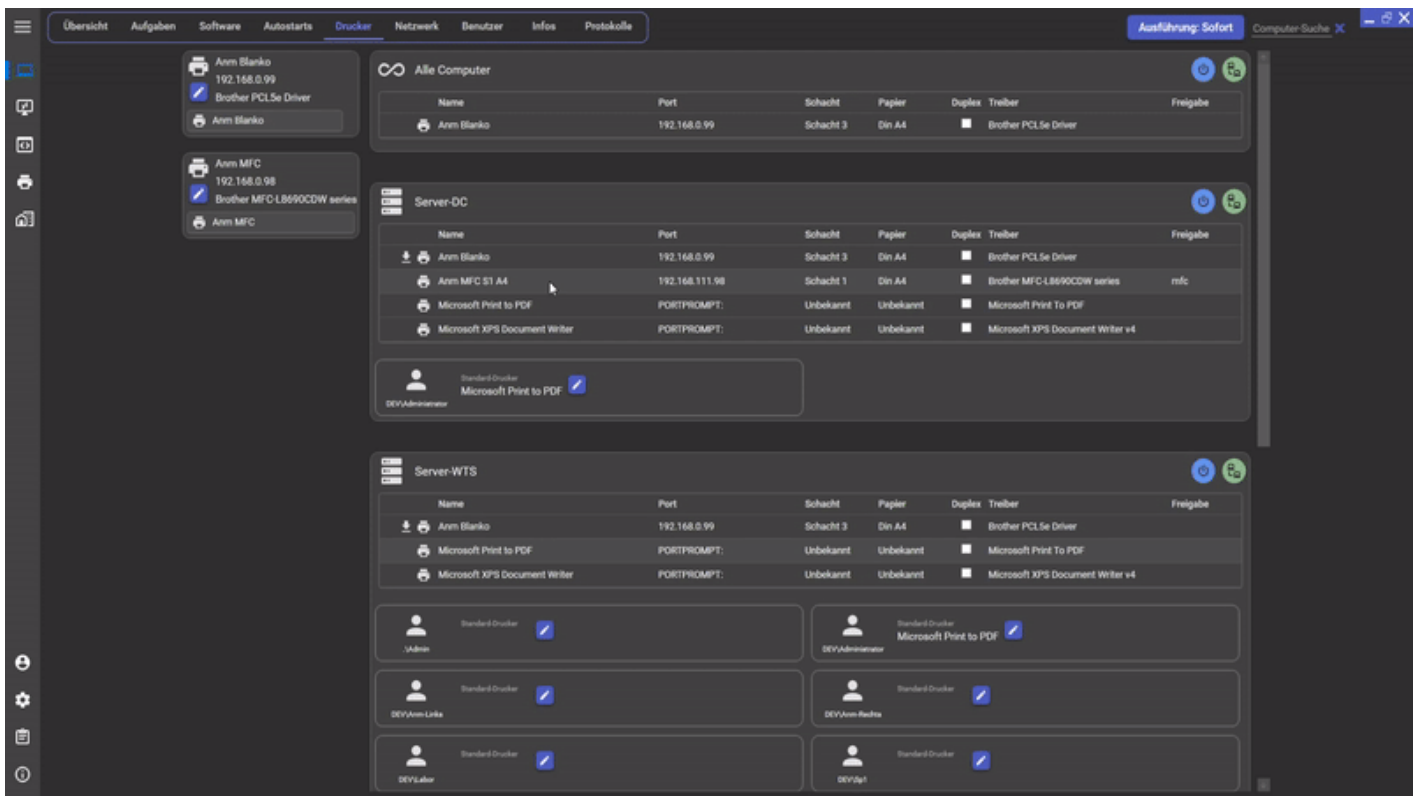 Übersicht Aufgaben Software Autostarts Drucker Netzwerk Benutzer Infos Protokolle
Ausführung: Sofort
Computer-Suche
Anm Blanko
192.168.0.99
Brother PCL5e Driver
Anm Blanko
Anm MFC
192.168.0.98
Brother MFC-L8690CDW series
Anm MFC
Alle Computer
Name Port Schacht Papier Duplex Treiber Freigabe
Anm Blanko 192.168.0.99 Schacht 3 Din A4 Brother PCL5e Driver
Server-DC
Name Port Schacht Papier Duplex Treiber Freigabe
Anm Blanko 192.168.0.99 Schacht 3 Din A4 Brother PCL5e Driver
Anm MFC S1 A4 192.168.111.98 Schacht 1 Din A4 Brother MFC-L8690CDW series mfc
Microsoft Print to PDF PORTPROMPT: Unbekannt Unbekannt Microsoft Print To PDF
Microsoft XPS Document Writer PORTPROMPT: Unbekannt Unbekannt Microsoft XPS Document Writer v4
Standard-Drucker
Microsoft Print to PDF
DEV\Administrator
Server-WTS
Name Port Schacht Papier Duplex Treiber Freigabe
Anm Blanko 192.168.0.99 Schacht 3 Din A4 Brother PCL5e Driver
Microsoft Print to PDF PORTPROMPT: Unbekannt Unbekannt Microsoft Print To PDF
Microsoft XPS Document Writer PORTPROMPT: Unbekannt Unbekannt Microsoft XPS Document Writer v4
Standard-Drucker
.\Admin
Standard-Drucker
Microsoft Print to PDF
DEV\Administrator
Standard-Drucker
DEV\Anm-Links
Standard-Drucker
DEV\Anm-Rechts
Standard-Drucker
DEV\Labor
Standard-Drucker